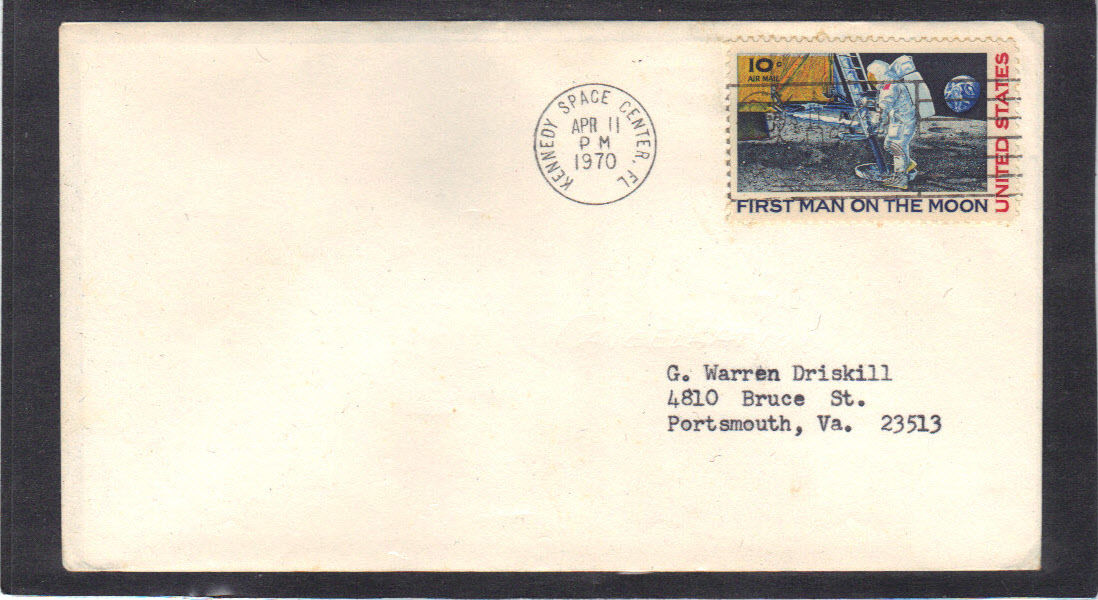 KENNEDY SPACE CENTER, FL
APR 11
PM
1970
10c
AIR MAIL
UNITED STATES
FIRST MAN ON THE MOON
G. Warren Driskill
4810 Bruce St.
Portsmouth, Va. 23513